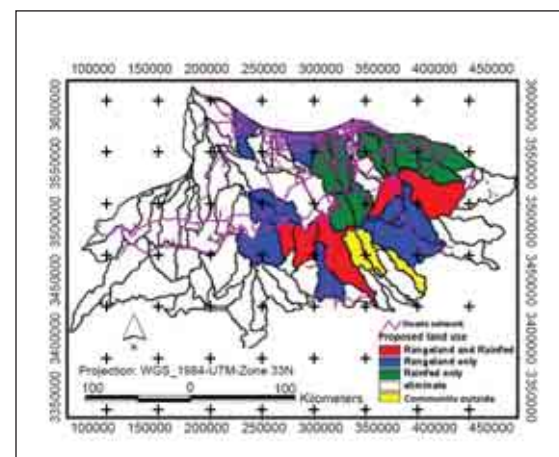 100000 150000 200000 250000 300000 350000 400000 450000
3600000
3550000
3500000
3450000
3400000
3350000
3600000
3550000
3500000
3450000
3400000
3350000
network
Proposed land use
Rangeland and Rainfed
Rangeland only
Rainfed only
eliminate
Community outside
N
Projection: WGS_1984-UTM-Zone 33N
100 0 100
Kilometers
100000 150000 200000 250000 300000 350000 400000 450000